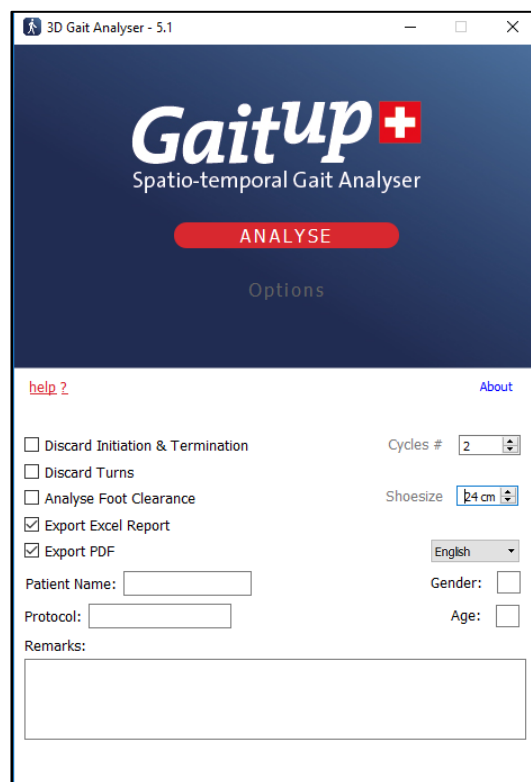 3D Gait Analyser - 5.1
Gaitup
Spatio-temporal Gait Analyser
ANALYSE
Options
help ?
About
Discard Initiation & Termination
Cycles # 2
Discard Turns
Analyse Foot Clearance
Shoesize 24 cm
Export Excel Report
Export PDF
English
Patient Name:
Gender:
Protocol:
Age:
Remarks: